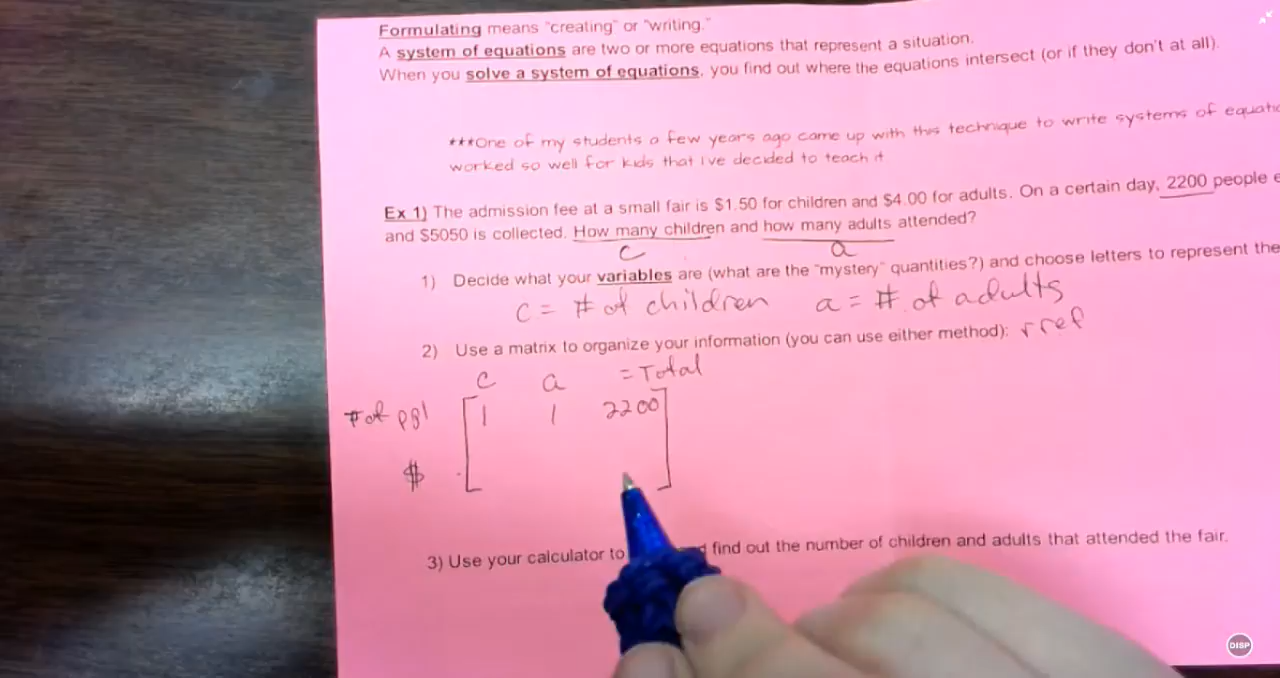 Formulating means "creating" or "writing."
A system of equations are two or more equations that represent a situation.
When you solve a system of equations, you find out where the equations intersect (or if they don't at all).
***One of my students a few years ago came up with this technique to write systems of
worked so well for kids that I've decided to teach it
Ex 1) The admission fee at a small fair is $1.50 for children and $4.00 for adults. On a certain day, 2200 people
and $5050 is collected. How many children and how many adults attended?
c a
1) Decide what your variables are (what are the "mystery" quantities?) and choose letters to represent
c = # of children a = # of adults
2) Use a matrix to organize your information (you can use either method): rref
c a = Total
# of ppl 1 1 2200
$
3) Use your calculator to find out the number of children and adults that attended the fair.
DISP